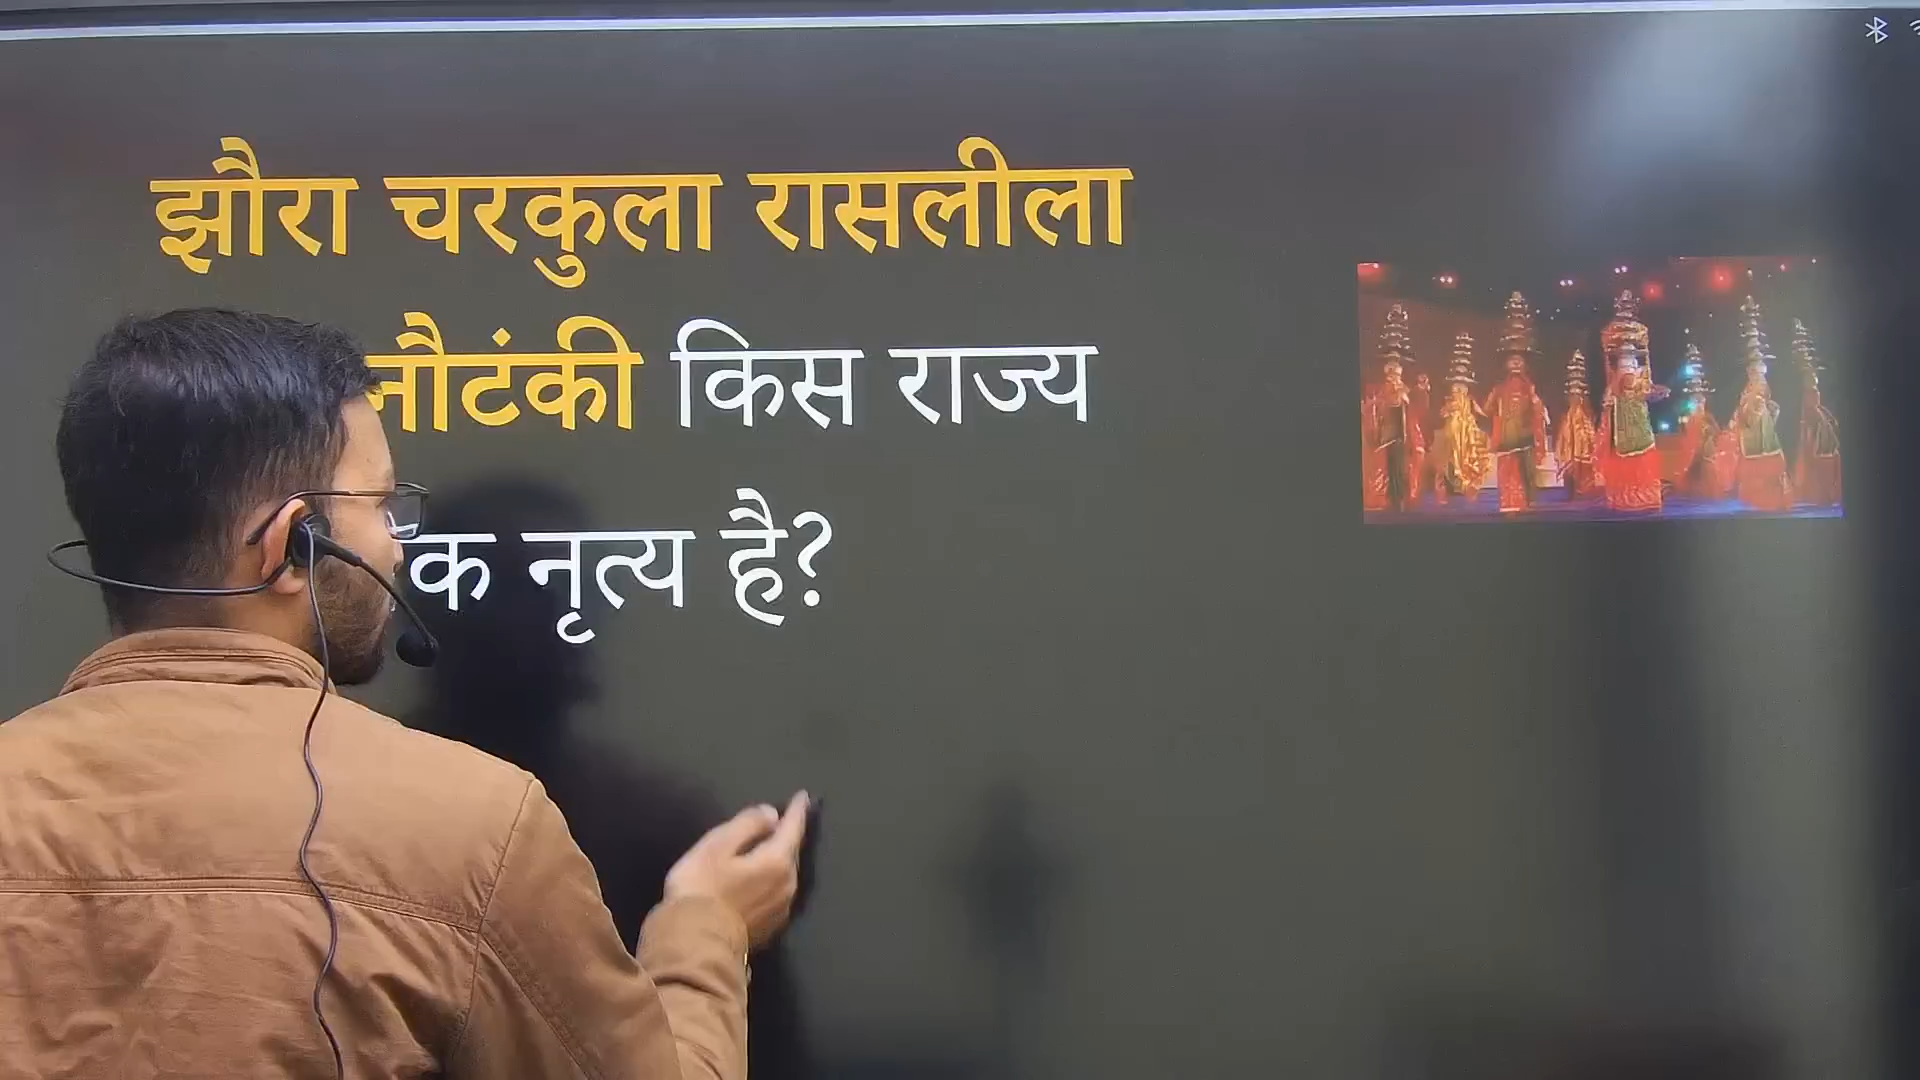 झौरा चरकुला रासलीला
नौटंकी किस राज्य
नृत्य है?